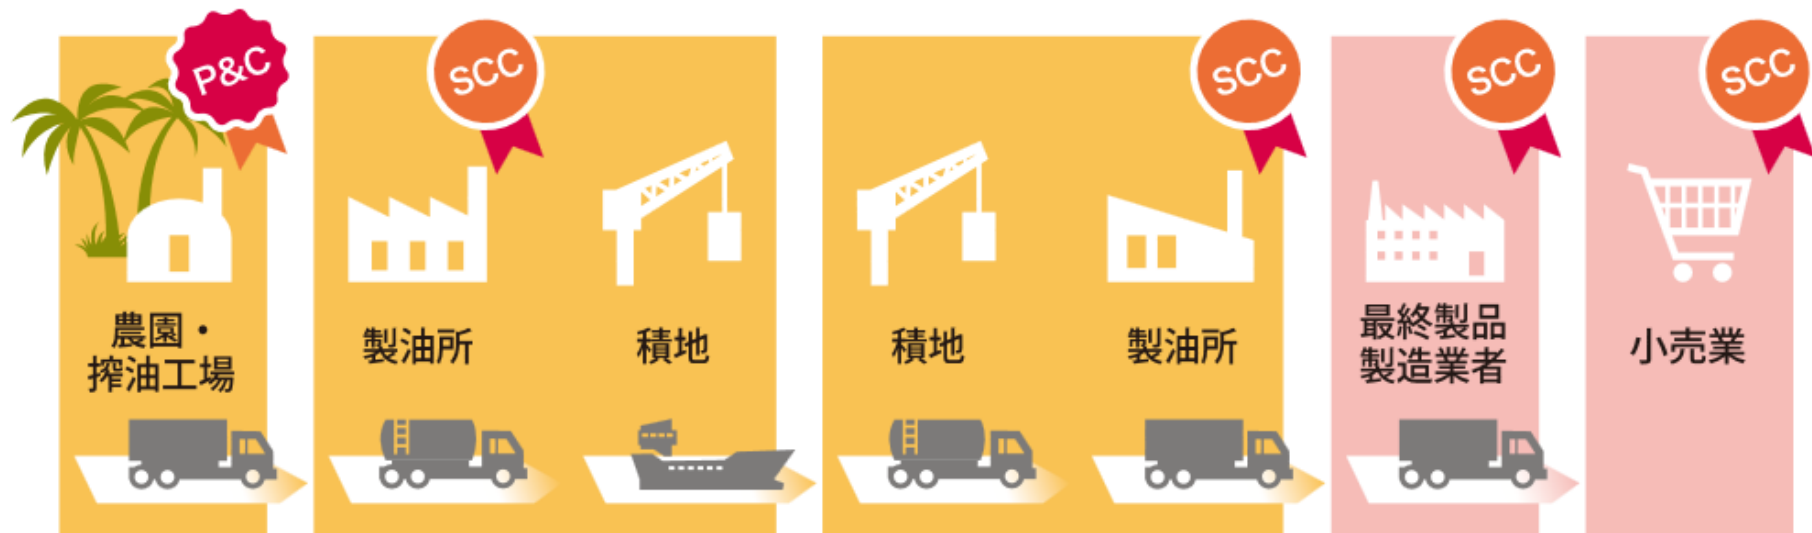 P&C
SCC
SCC
SCC
SCC
農園・
搾油工場
製油所
積地
積地
製油所
最終製品
製造業者
小売業